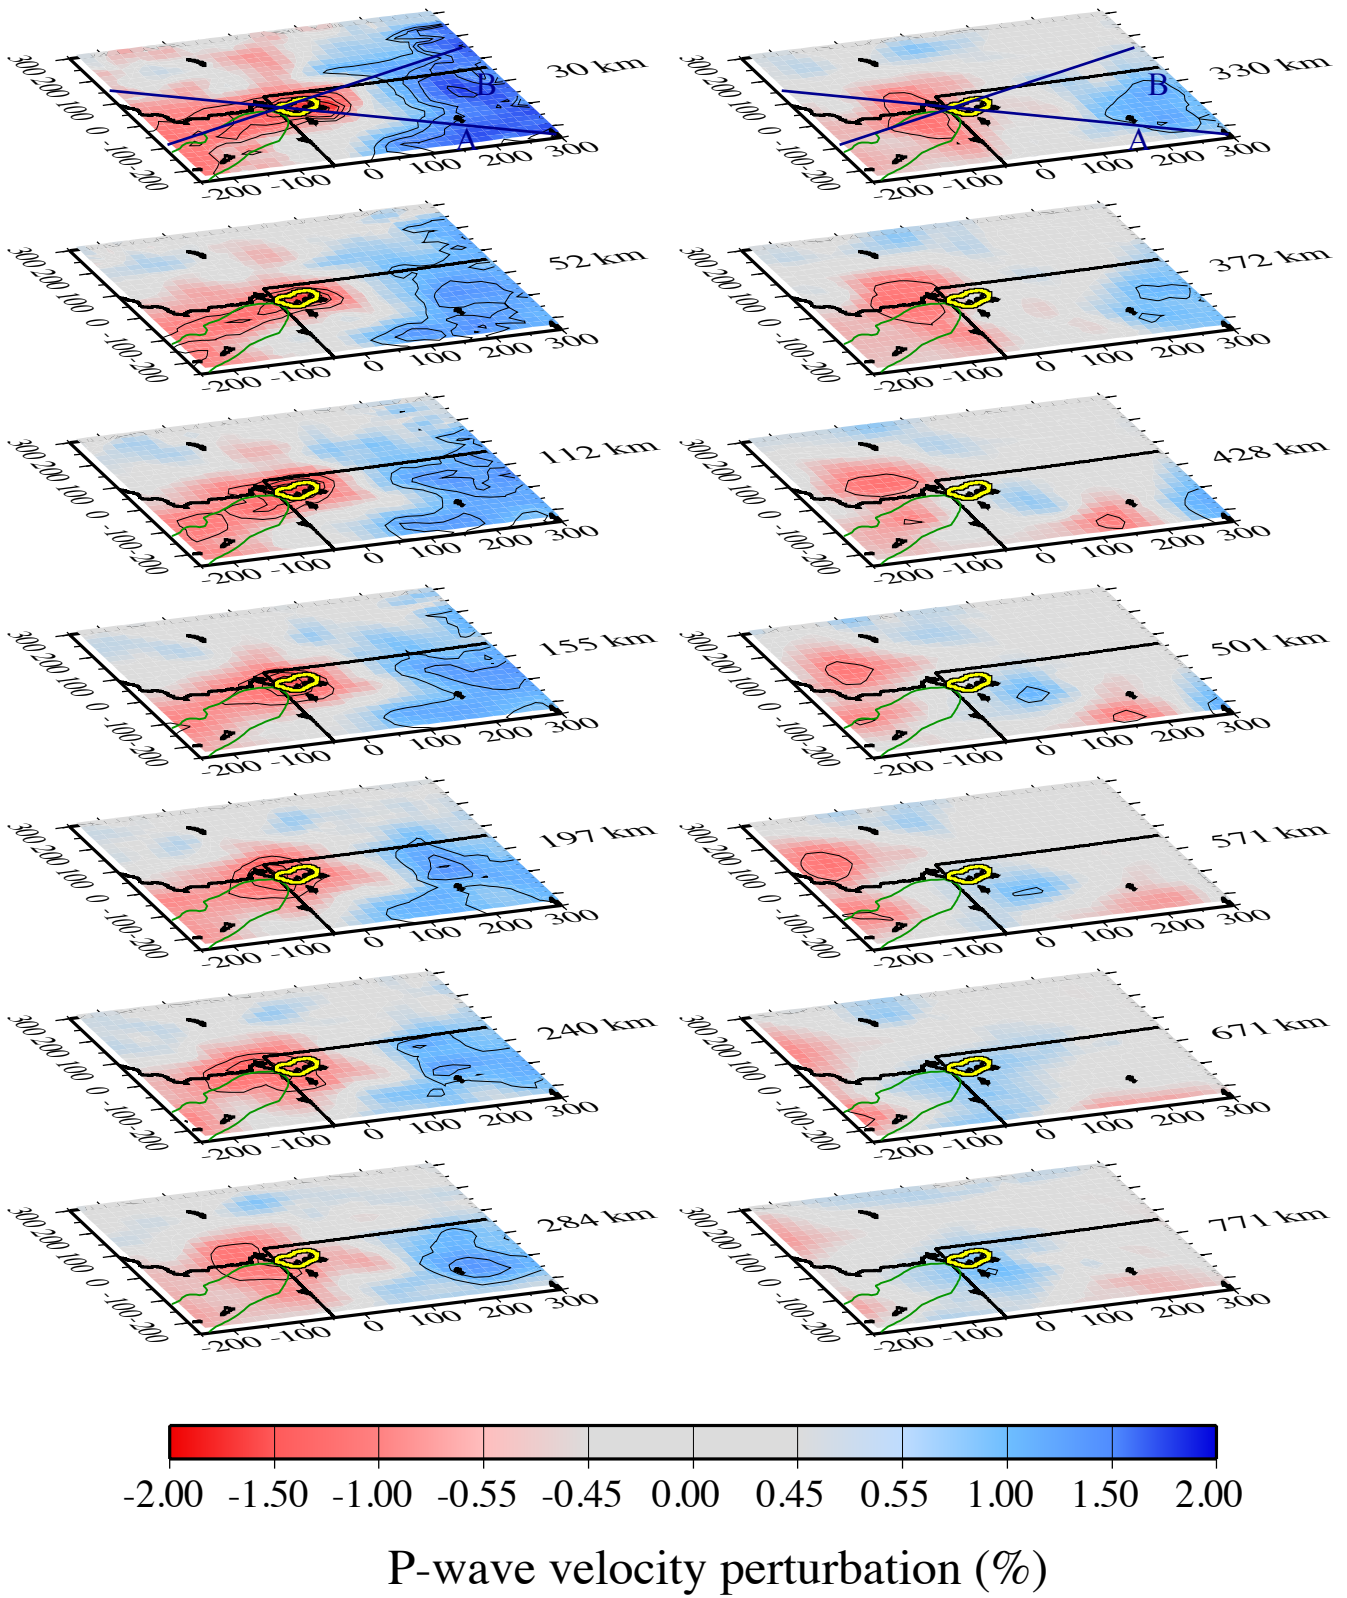 30 km
300 200 100 0 -100 -200
-200 -100 0 100 200 300
A
B
330 km
300 200 100 0 -100 -200
-200 -100 0 100 200 300
A
B
52 km
300 200 100 0 -100 -200
-200 -100 0 100 200 300
372 km
300 200 100 0 -100 -200
-200 -100 0 100 200 300
112 km
300 200 100 0 -100 -200
-200 -100 0 100 200 300
428 km
300 200 100 0 -100 -200
-200 -100 0 100 200 300
155 km
300 200 100 0 -100 -200
-200 -100 0 100 200 300
501 km
300 200 100 0 -100 -200
-200 -100 0 100 200 300
197 km
300 200 100 0 -100 -200
-200 -100 0 100 200 300
571 km
300 200 100 0 -100 -200
-200 -100 0 100 200 300
240 km
300 200 100 0 -100 -200
-200 -100 0 100 200 300
671 km
300 200 100 0 -100 -200
-200 -100 0 100 200 300
284 km
300 200 100 0 -100 -200
-200 -100 0 100 200 300
771 km
300 200 100 0 -100 -200
-200 -100 0 100 200 300
-2.00 -1.50 -1.00 -0.55 -0.45 0.00 0.45 0.55 1.00 1.50 2.00
P-wave velocity perturbation (%)